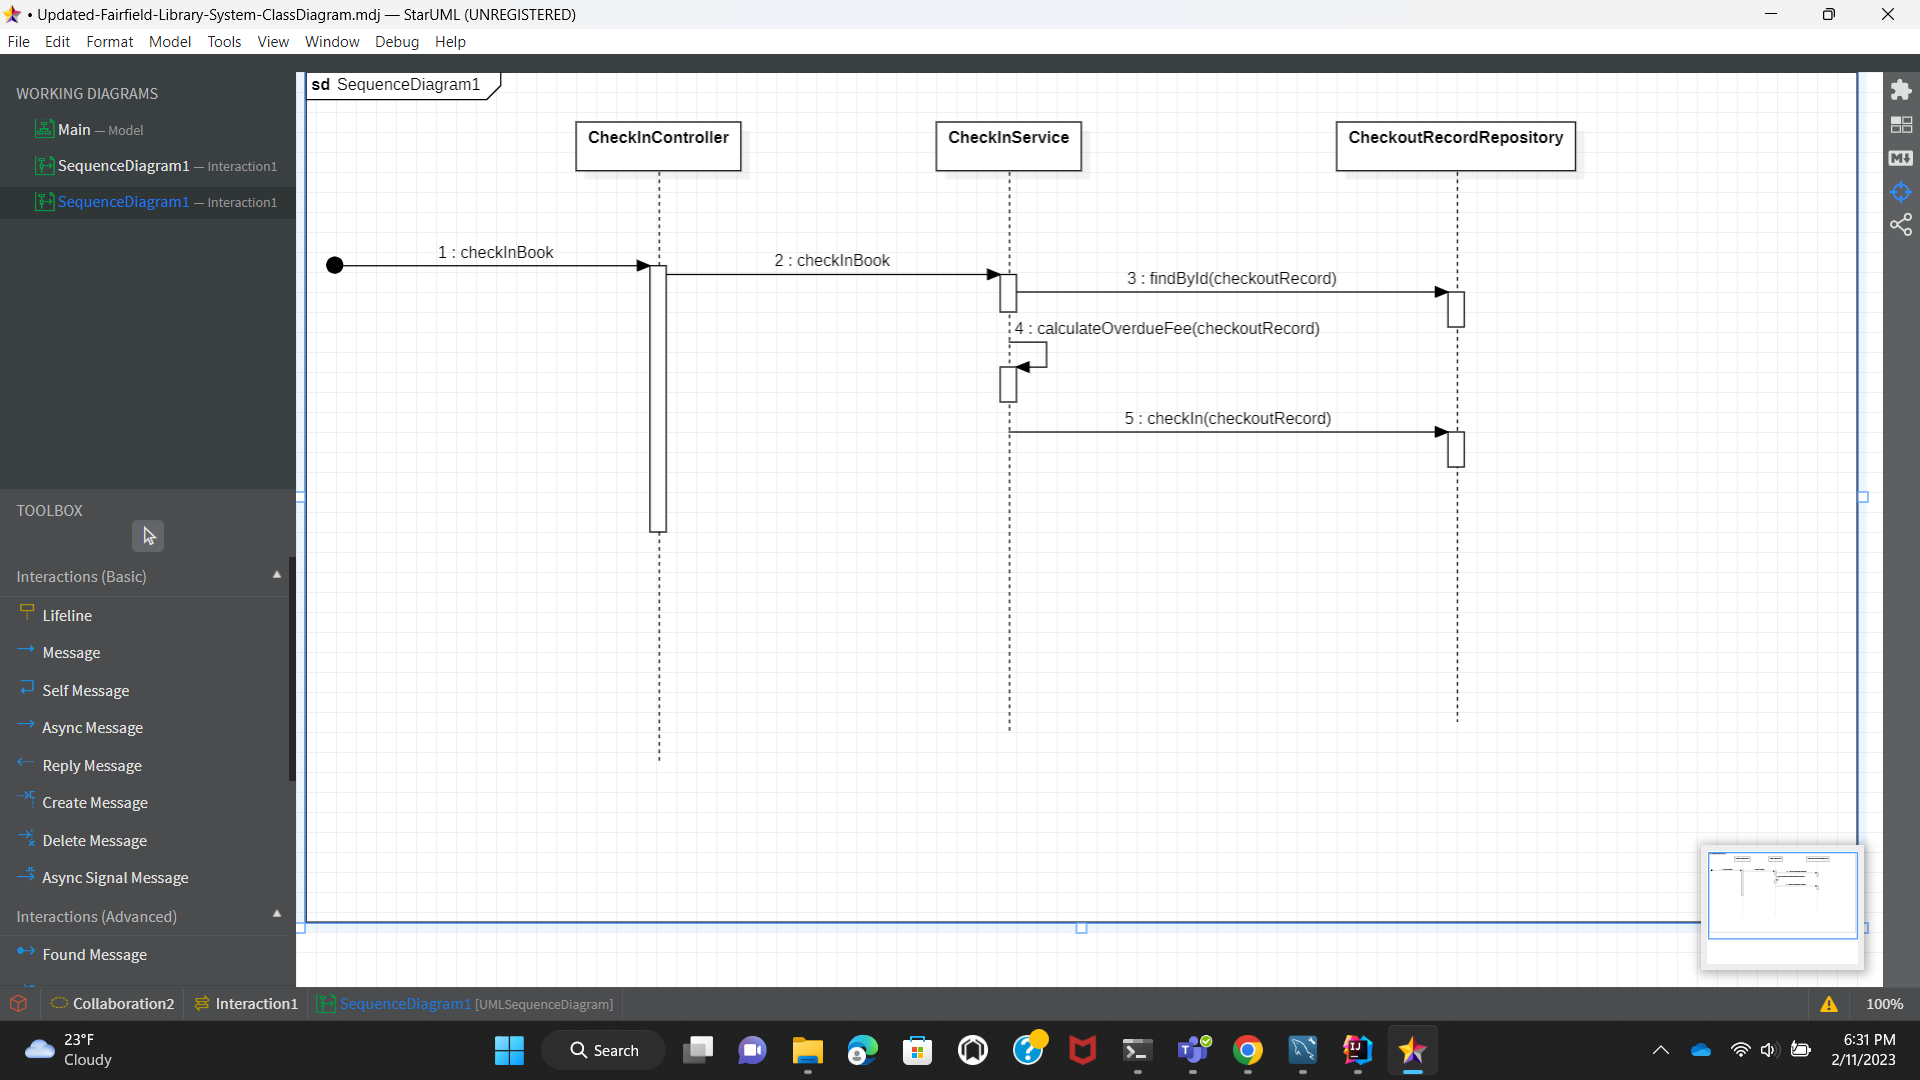 • Updated-Fairfield-Library-System-ClassDiagram.mdj — StarUML (UNREGISTERED)
File Edit Format Model Tools View Window Debug Help
WORKING DIAGRAMS
Main — Model
SequenceDiagram1 — Interaction1
SequenceDiagram1 — Interaction1
TOOLBOX
Interactions (Basic)
Lifeline
Message
Self Message
Async Message
Reply Message
Create Message
Delete Message
Async Signal Message
Interactions (Advanced)
Found Message
sd SequenceDiagram1
CheckInController
CheckInService
CheckoutRecordRepository
1 : checkInBook
2 : checkInBook
3 : findById(checkoutRecord)
4 : calculateOverdueFee(checkoutRecord)
5 : checkIn(checkoutRecord)
M
Collaboration2 Interaction1 SequenceDiagram1 [UMLSequenceDiagram]
100%
23°F
Cloudy
Search
IJ
6:31 PM
2/11/2023